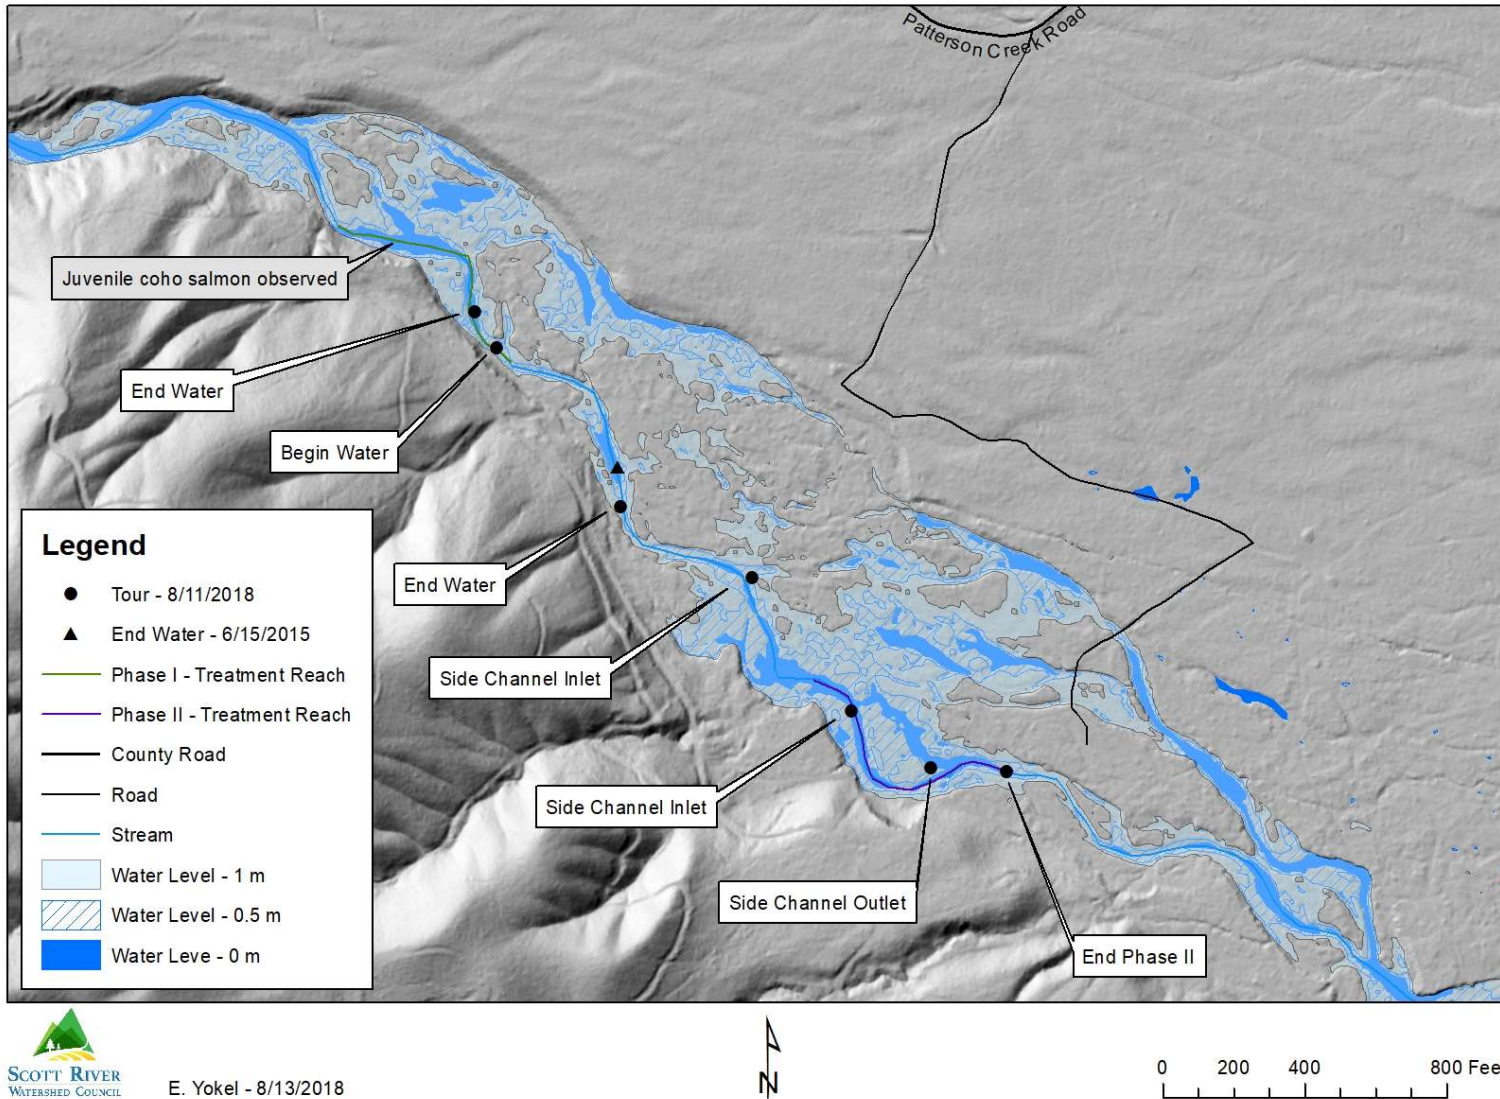 Patterson Creek Road
Juvenile coho salmon observed
End Water
Begin Water
End Water
Side Channel Inlet
Side Channel Inlet
Side Channel Outlet
End Phase II
Legend
Tour - 8/11/2018
End Water - 6/15/2015
Phase I - Treatment Reach
Phase II - Treatment Reach
County Road
Road
Stream
Water Level - 1 m
Water Level - 0.5 m
Water Leve - 0 m
SCOTT RIVER
WATERSHED COUNCIL
E. Yokel - 8/13/2018
N
0 200 400 800 Fee